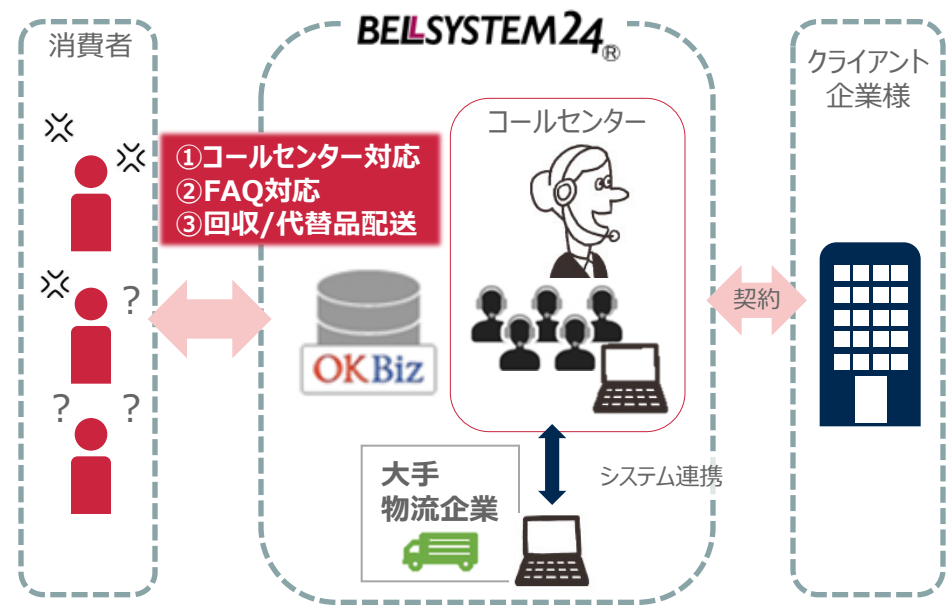 BELLSYSTEM24®
消費者
クライアント
企業様
コールセンター
①コールセンター対応
②FAQ対応
③回収/代替品配送
?
契約
OKBiz
? ?
大手
物流企業
システム連携